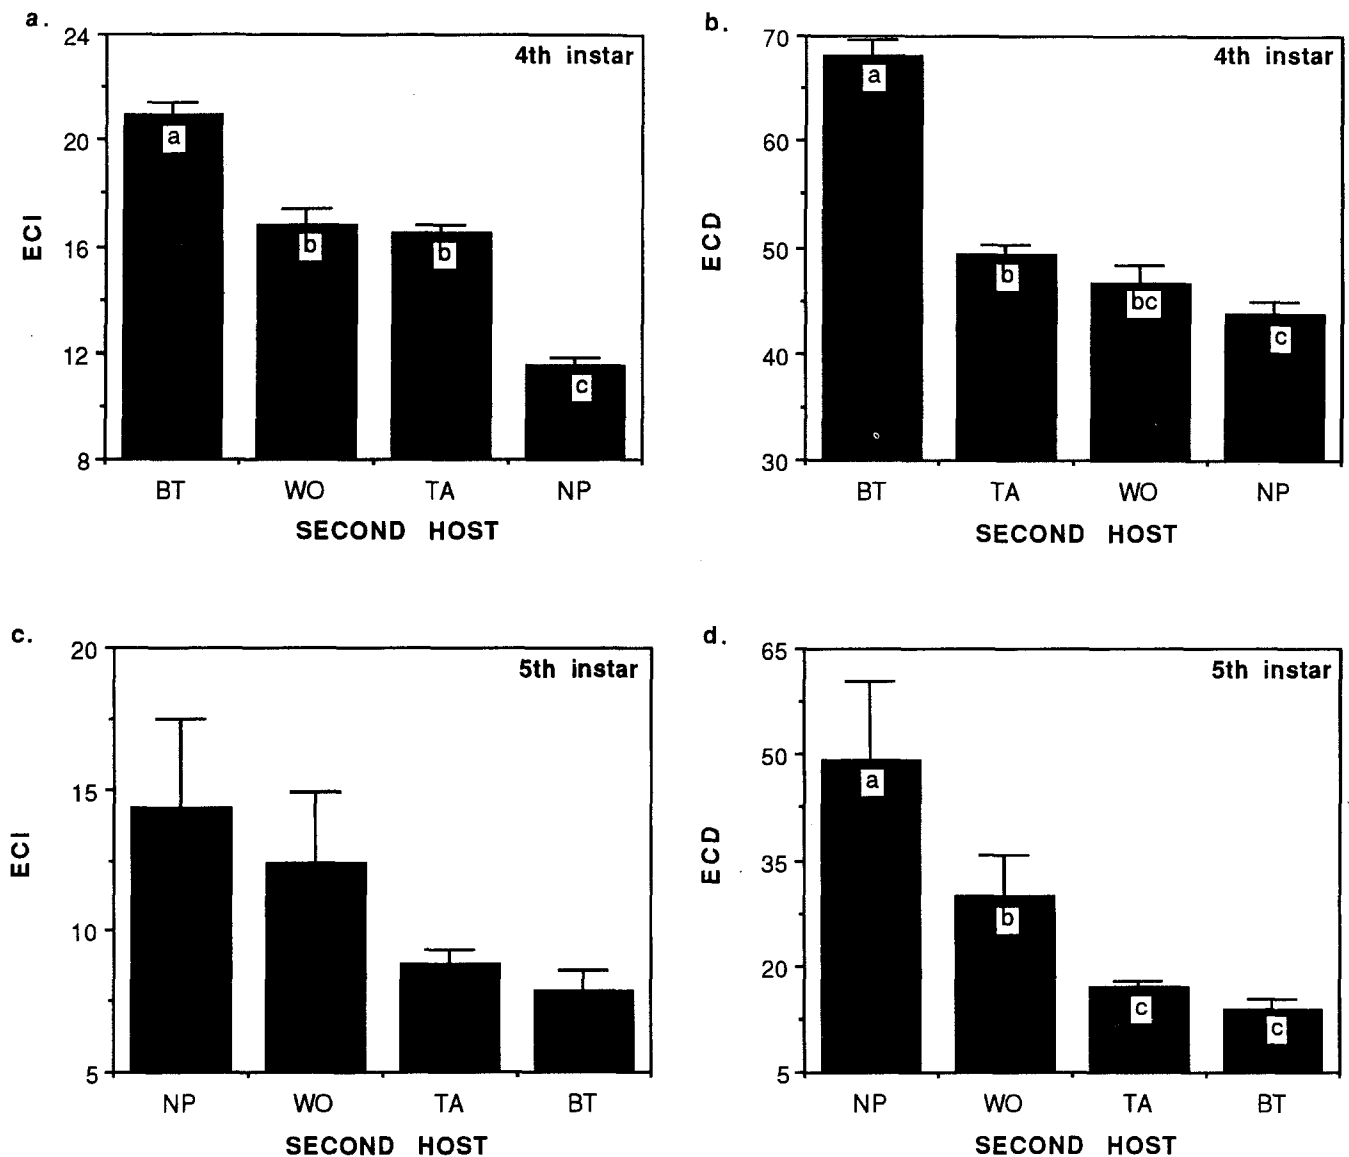 a.
4th instar
24
20
16
12
8
ECI
a
b
b
c
BT WO TA NP
SECOND HOST
b.
4th instar
70
60
50
40
30
ECD
a
b
bc
c
BT TA WO NP
SECOND HOST
c.
5th instar
20
15
10
5
ECI
NP WO TA BT
SECOND HOST
d.
5th instar
65
50
35
20
5
ECD
a
b
c
c
NP WO TA BT
SECOND HOST